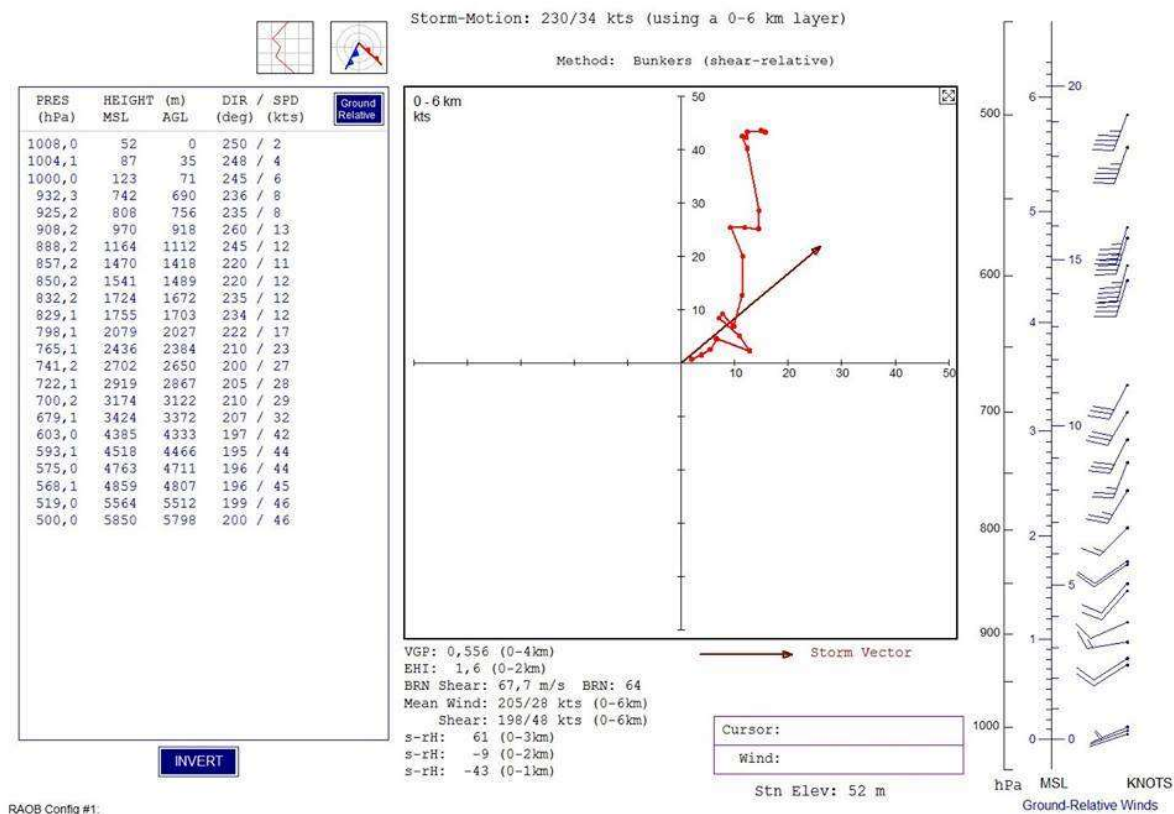 Storm-Motion: 230/34 kts (using a 0-6 km layer)
Method: Bunkers (shear-relative)
PRES HEIGHT (m) DIR / SPD
(hPa) MSL AGL (deg) (kts)
Ground
Relative
1008,0 52 0 250 / 2
1004,1 87 35 248 / 4
1000,0 123 71 245 / 6
932,3 742 690 236 / 8
925,2 808 756 235 / 8
908,2 970 918 260 / 13
888,2 1164 1112 245 / 12
857,2 1470 1418 220 / 11
850,2 1541 1489 220 / 12
832,2 1724 1672 235 / 12
829,1 1755 1703 234 / 12
798,1 2079 2027 222 / 17
765,1 2436 2384 210 / 23
741,2 2702 2650 200 / 27
722,1 2919 2867 205 / 28
700,2 3174 3122 210 / 29
679,1 3424 3372 207 / 32
603,0 4385 4333 197 / 42
593,1 4518 4466 195 / 44
575,0 4763 4711 196 / 44
568,1 4859 4807 196 / 45
519,0 5564 5512 199 / 46
500,0 5850 5798 200 / 46
INVERT
RAOB Config #1:
0 - 6 km
kts
50
40
30
20
10
10 20 30 40 50
VGP: 0,556 (0-4km)
EHI: 1,6 (0-2km)
BRN Shear: 67,7 m/s BRN: 64
Mean Wind: 205/28 kts (0-6km)
Shear: 198/48 kts (0-6km)
s-rH: 61 (0-3km)
s-rH: -9 (0-2km)
s-rH: -43 (0-1km)
Storm Vector
Cursor:
Wind:
Stn Elev: 52 m
500
600
700
800
900
1000
hPa
6
5
4
3
2
1
0
MSL
20
15
10
5
0
KNOTS
Ground-Relative Winds